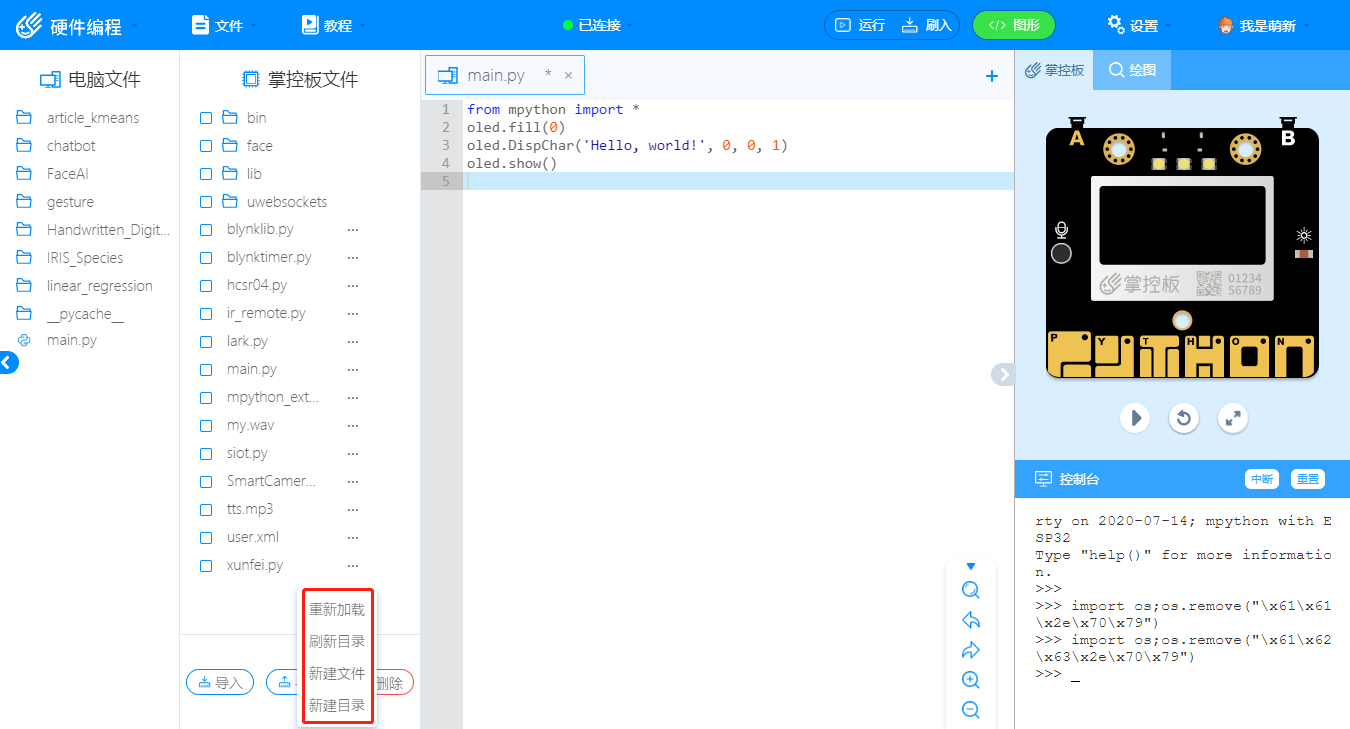 硬件编程 文件 教程 已连接 运行 刷入 </> 图形 设置 我是萌新
电脑文件
article_kmeans
chatbot
FaceAI
gesture
Handwritten_Digit...
IRIS_Species
linear_regression
__pycache__
main.py
掌控板文件
bin
face
lib
uwebsockets
blynklib.py ...
blynktimer.py ...
hcsr04.py ...
ir_remote.py ...
lark.py ...
main.py ...
mpython_ext... ...
my.wav ...
siot.py ...
SmartCamer... ...
tts.mp3 ...
user.xml ...
xunfei.py ...
重新加载
刷新目录
新建文件
新建目录
导入 删除
main.py * ×
+
1 from mpython import *
2 oled.fill(0)
3 oled.DispChar('Hello, world!', 0, 0, 1)
4 oled.show()
5
掌控板 绘图
A B
掌控板 01234
56789
P Y T H O N
PYTHON
控制台 中断 重置
rty on 2020-07-14; mpython with E
SP32
Type "help()" for more informatio
n.
>>>
>>> import os;os.remove("\x61\x61
\x2e\x70\x79")
>>> import os;os.remove("\x61\x62
\x63\x2e\x70\x79")
>>> _